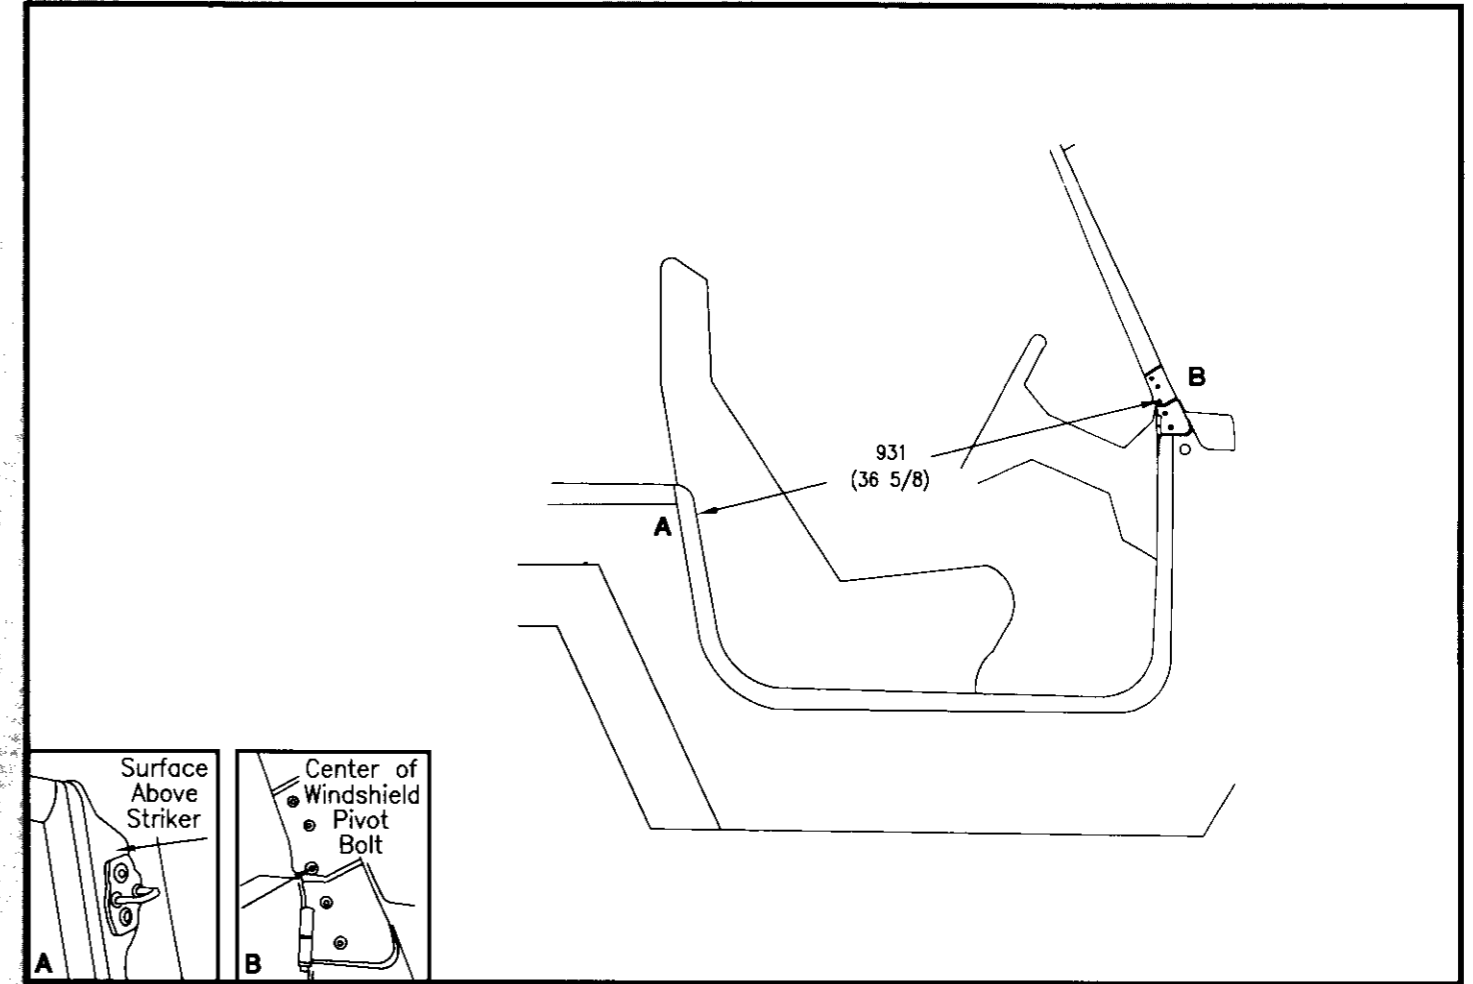 B
931
(36 5/8)
A
Surface
Above
Striker
A
Center of
Windshield
Pivot
Bolt
B